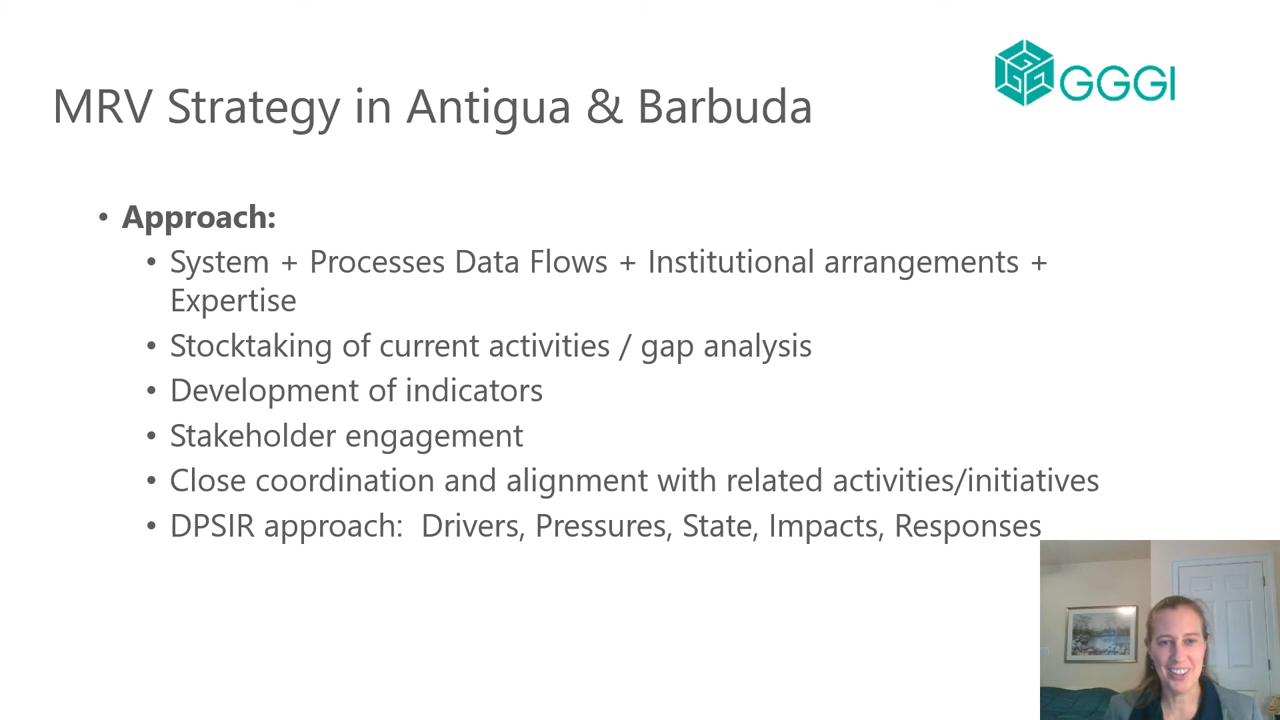 GGGI
MRV Strategy in Antigua & Barbuda
• Approach:
• System + Processes Data Flows + Institutional arrangements +
Expertise
• Stocktaking of current activities / gap analysis
• Development of indicators
• Stakeholder engagement
• Close coordination and alignment with related activities/initiatives
• DPSIR approach:  Drivers, Pressures, State, Impacts, Responses